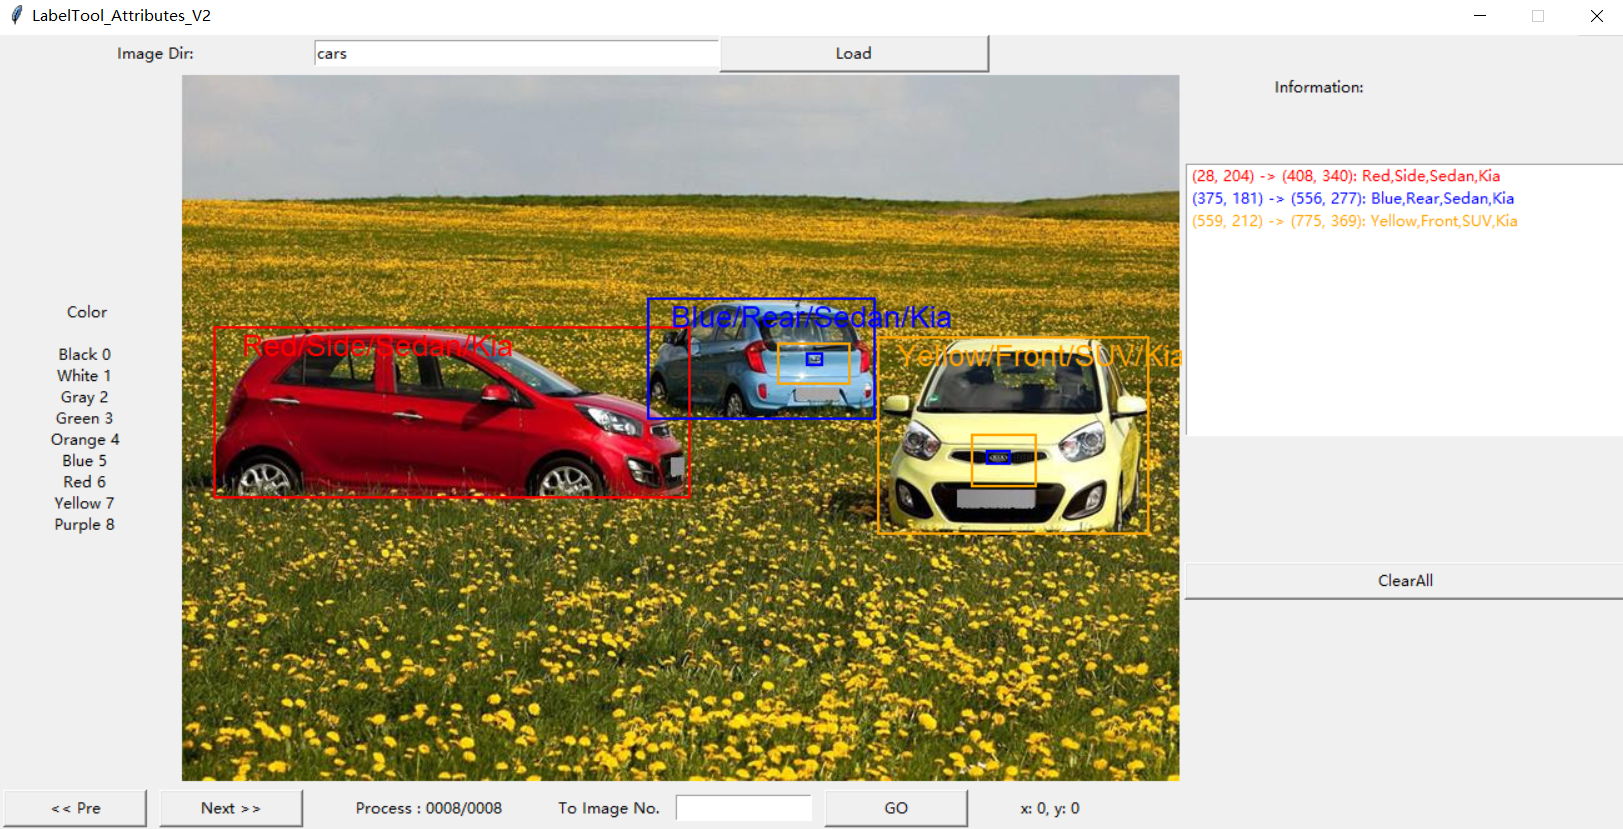 LabelTool_Attributes_V2
Image Dir:
cars
Load
Information:
(28, 204) -> (408, 340): Red,Side,Sedan,Kia
(375, 181) -> (556, 277): Blue,Rear,Sedan,Kia
(559, 212) -> (775, 369): Yellow,Front,SUV,Kia
Color
Black 0
White 1
Gray 2
Green 3
Orange 4
Blue 5
Red 6
Yellow 7
Purple 8
Blue/Rear/Sedan/Kia
Red/Side/Sedan/Kia
Yellow/Front/SUV/Kia
ClearAll
<< Pre
Next >>
Process : 0008/0008
To Image No.
GO
x: 0, y: 0